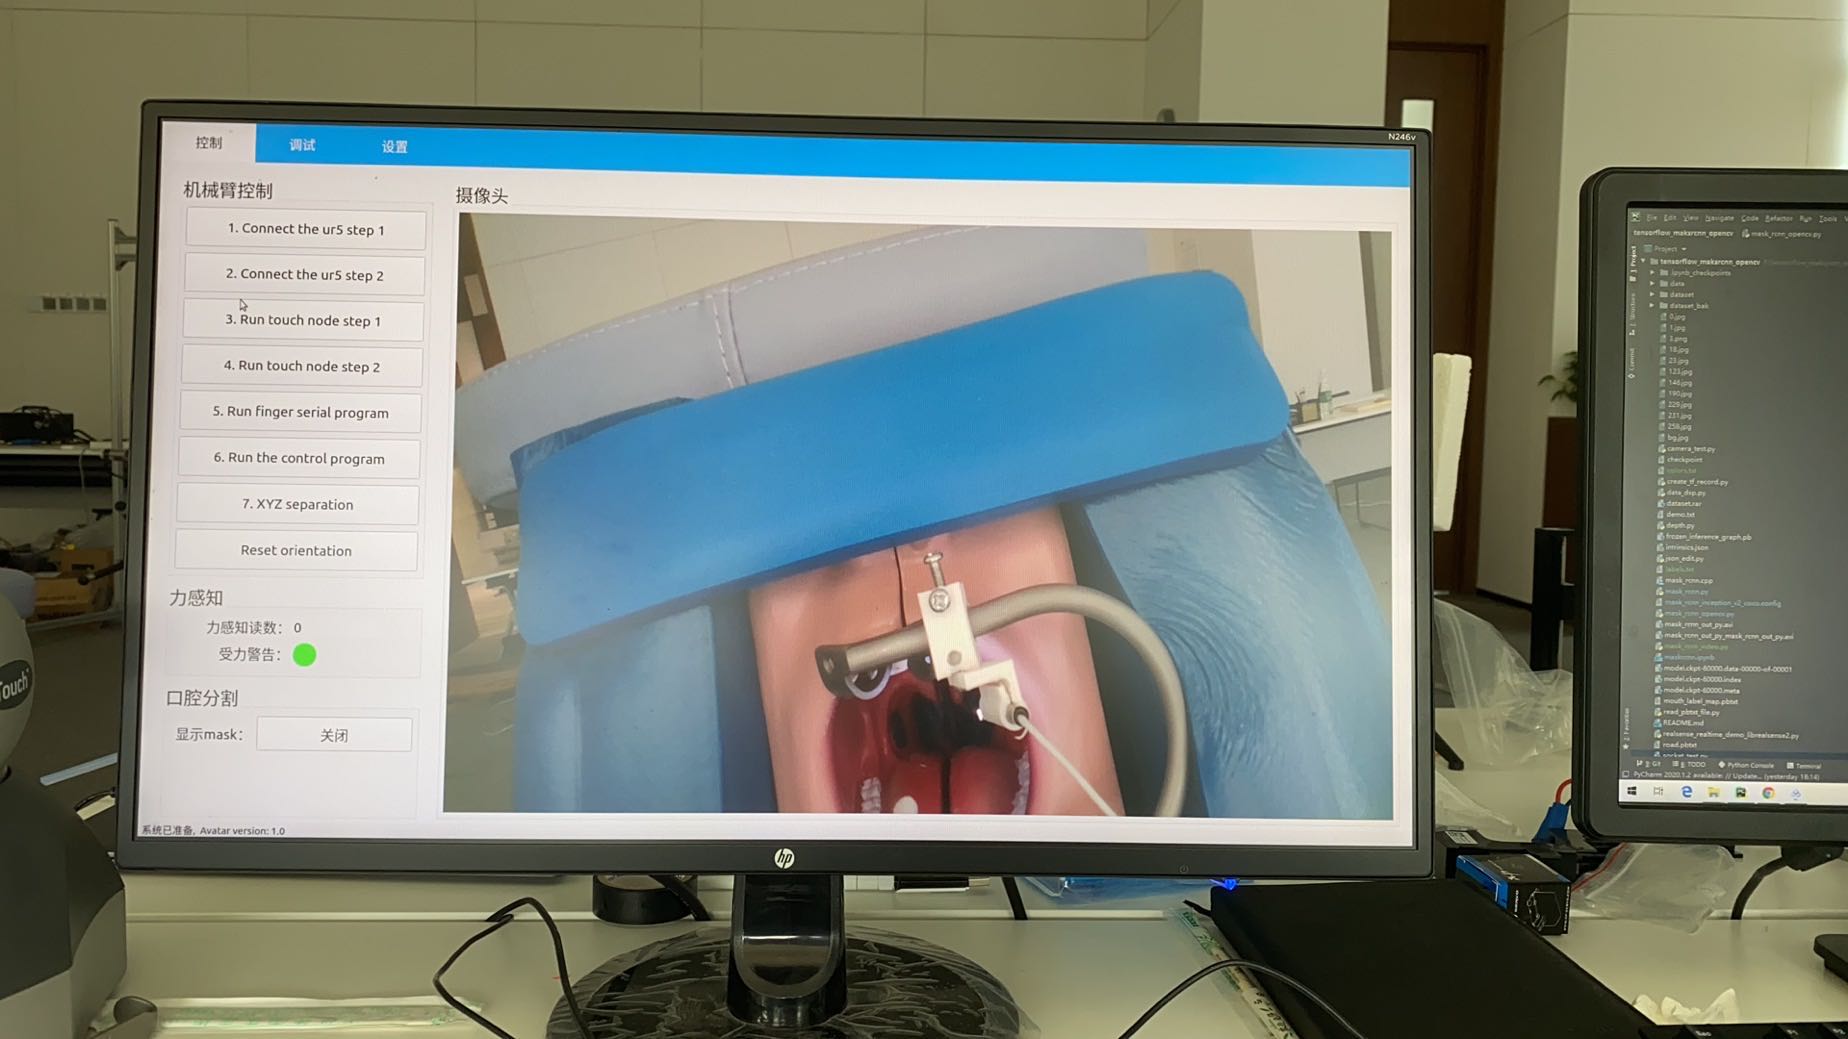 N246v
控制
调试
设置
机械臂控制
1. Connect the ur5 step 1
2. Connect the ur5 step 2
3. Run touch node step 1
4. Run touch node step 2
5. Run finger serial program
6. Run the control program
7. XYZ separation
Reset orientation
力感知
力感知读数： 0
受力警告：
口腔分割
显示mask：
关闭
系统已准备, Avatar version: 1.0
摄像头
hp
Touch
File Edit View Navigate Code Refactor Run Tools
tensorflow_maskrcnn_opencv
mask_rcnn_opencv.py
Project
tensorflow_maskrcnn_opencv
.ipynb_checkpoints
data
dataset
dataset_bak
0.jpg
1.jpg
3.png
18.jpg
23.jpg
123.jpg
146.jpg
190.jpg
229.jpg
231.jpg
258.jpg
bg.jpg
camera_test.py
checkpoint
colors.txt
create_tf_record.py
data_dsp.py
dataset.rar
demo.txt
depth.py
frozen_inference_graph.pb
intrinsics.json
json_edit.py
labels.txt
mask_rcnn.cpp
mask_rcnn.py
mask_rcnn_inception_v2_coco.config
mask_rcnn_opencv.py
mask_rcnn_out_py.avi
mask_rcnn_out_py_mask_rcnn_out_py.avi
mask_rcnn_video.py
maskrcnn.ipynb
model.ckpt-60000.data-00000-of-00001
model.ckpt-60000.index
model.ckpt-60000.meta
mouth_label_map.pbtxt
read_pbtxt_file.py
README.md
realsense_realtime_demo_librealsense2.py
road.pbtxt
socket_test.py
Git TODO Python Console Terminal
PyCharm 2020.1.2 available: // Update... (yesterday 18:14)